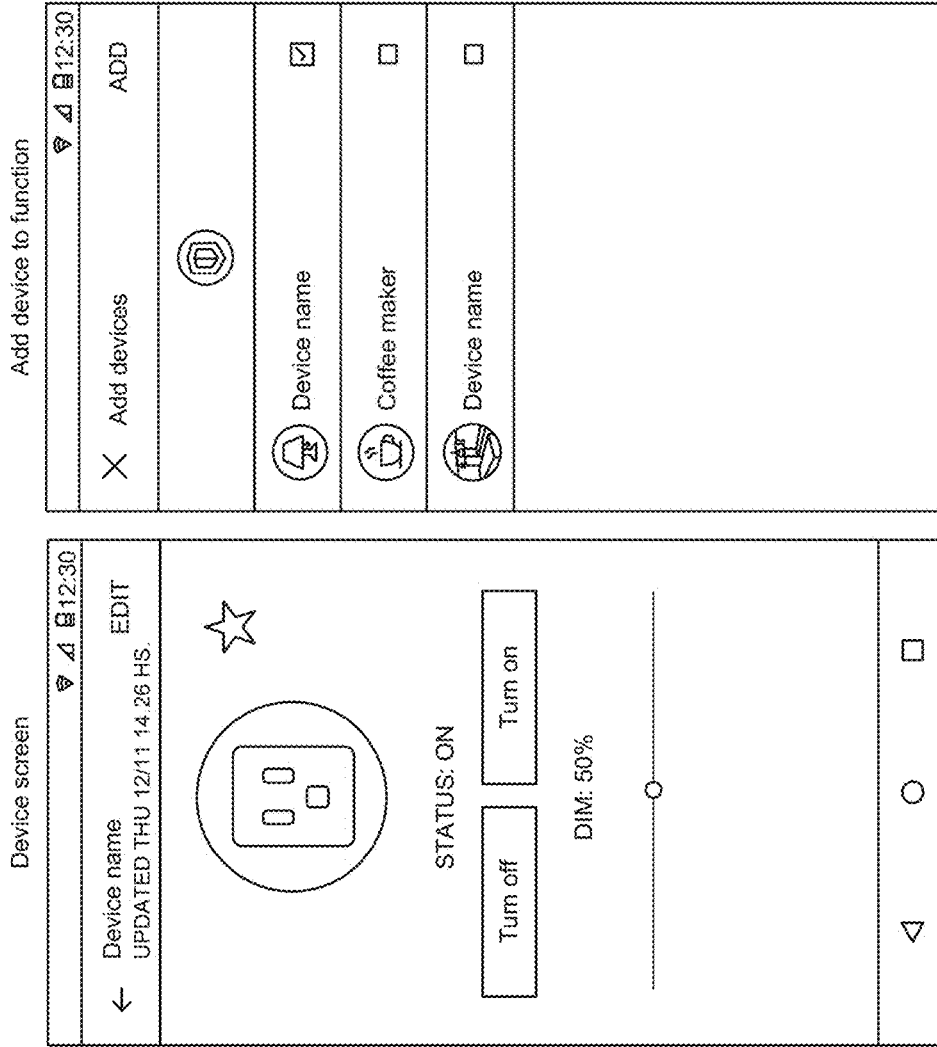 Device screen
12:30
Device name
EDIT
UPDATED THU 12/11 14.26 HS.
STATUS: ON
Turn off
Turn on
DIM: 50%
Add device to function
12:30
Add devices
ADD
Device name
Coffee maker
Device name